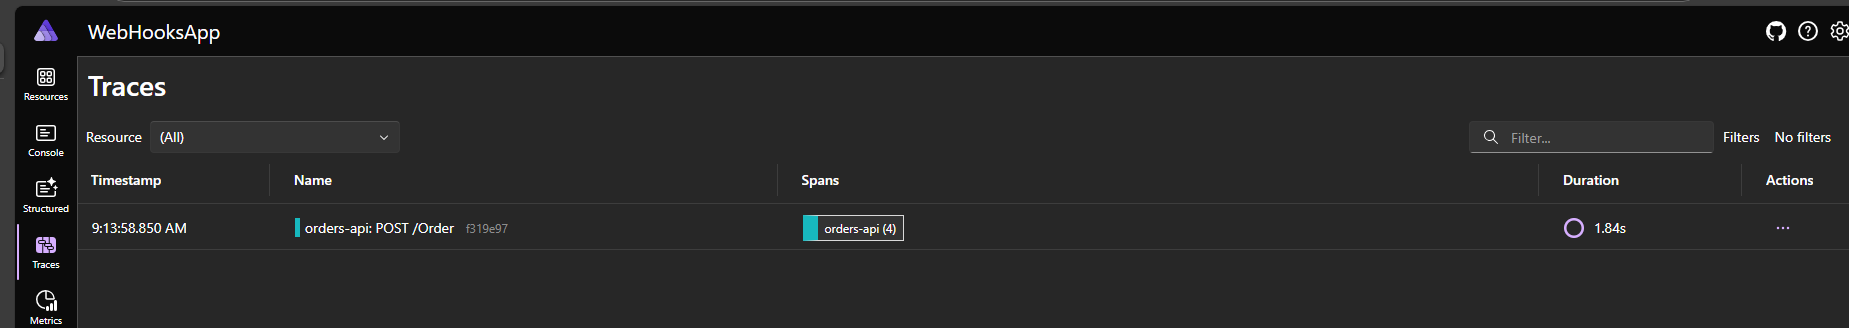 WebHooksApp
Resources
Console
Structured
Traces
Metrics
Traces
Resource (All) Filter... Filters No filters
Timestamp Name Spans Duration Actions
9:13:58.850 AM orders-api: POST /Order f319e97 orders-api (4) 1.84s ...